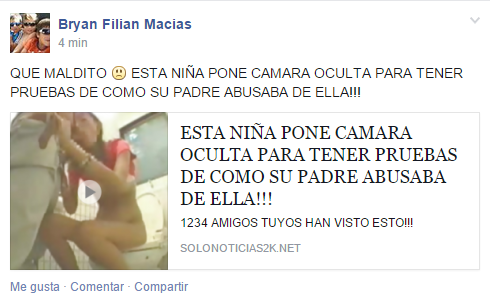 Bryan Filian Macias
4 min
QUE MALDITO ESTA NIÑA PONE CAMARA OCULTA PARA TENER
PRUEBAS DE COMO SU PADRE ABUSABA DE ELLA!!!
ESTA NIÑA PONE CAMARA
OCULTA PARA TENER PRUEBAS
DE COMO SU PADRE ABUSABA
DE ELLA!!!
1234 AMIGOS TUYOS HAN VISTO ESTO!!!
SOLONOTICIAS2K.NET
Me gusta · Comentar · Compartir